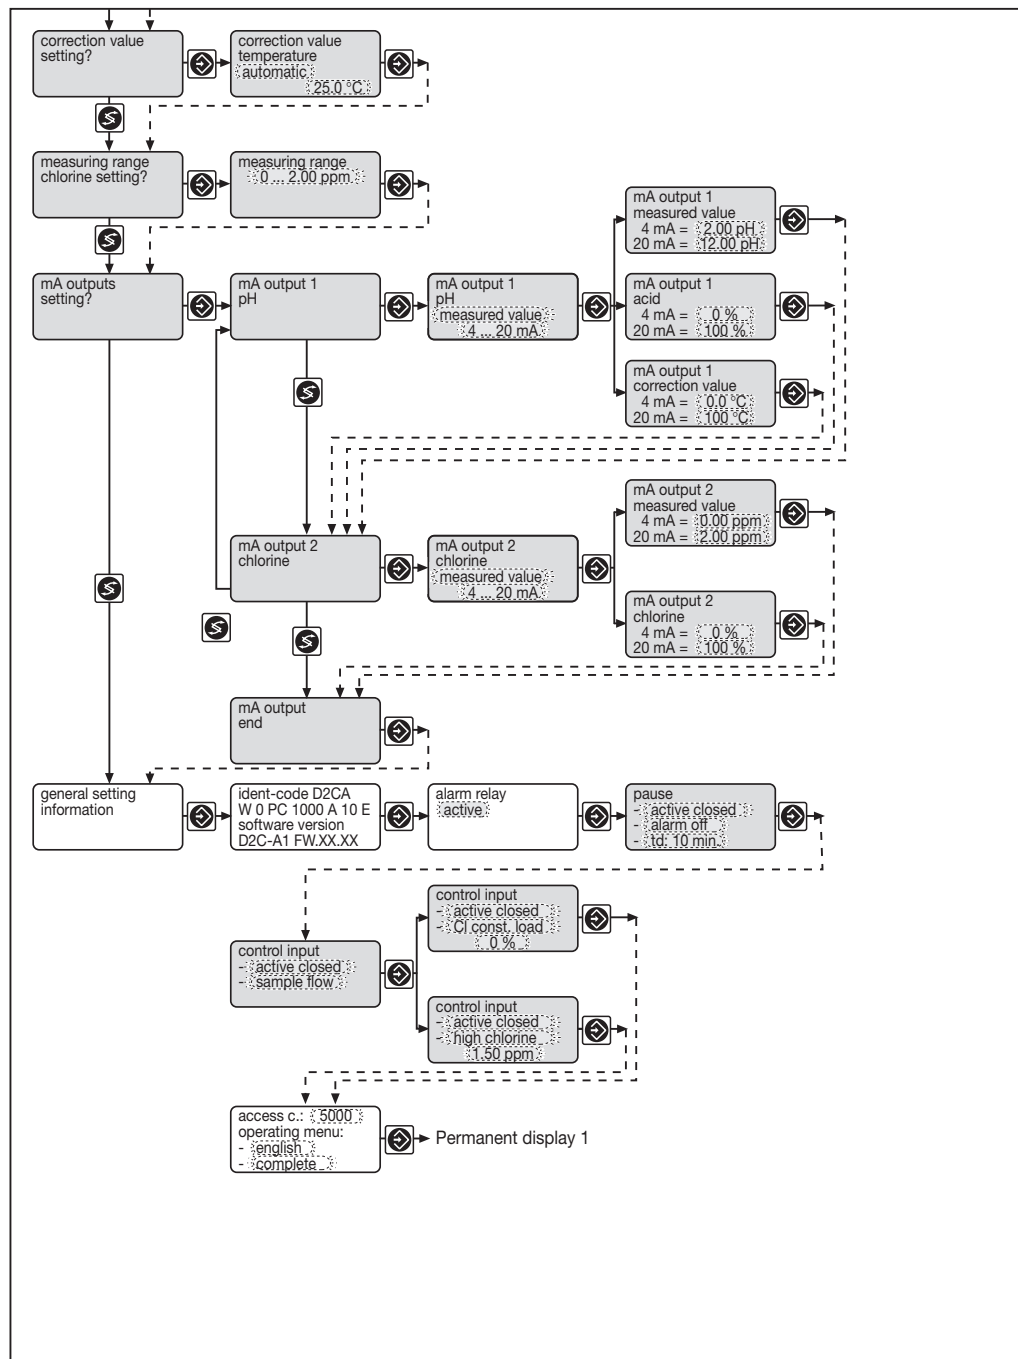 correction value
setting?
correction value
temperature
automatic
25.0 °C
measuring range
chlorine setting?
measuring range
0 ... 2.00 ppm
mA outputs
setting?
mA output 1
pH
mA output 1
pH
measured value
4 ... 20 mA
mA output 1
measured value
4 mA = 2.00 pH
20 mA = 12.00 pH
mA output 1
acid
4 mA = 0 %
20 mA = 100 %
mA output 1
correction value
4 mA = 0.0 °C
20 mA = 100 °C
mA output 2
chlorine
mA output 2
chlorine
measured value
4 ... 20 mA
mA output 2
measured value
4 mA = 0.00 ppm
20 mA = 2.00 ppm
mA output 2
chlorine
4 mA = 0 %
20 mA = 100 %
mA output
end
general setting
information
ident-code D2CA
W 0 PC 1000 A 10 E
software version
D2C-A1 FW.XX.XX
alarm relay
active
pause
- active closed
- alarm off
- td: 10 min.
control input
- active closed
- sample flow
control input
- active closed
- Cl const. load
0 %
control input
- active closed
- high chlorine
1.50 ppm
access c.: 5000
operating menu:
- english
- complete
Permanent display 1